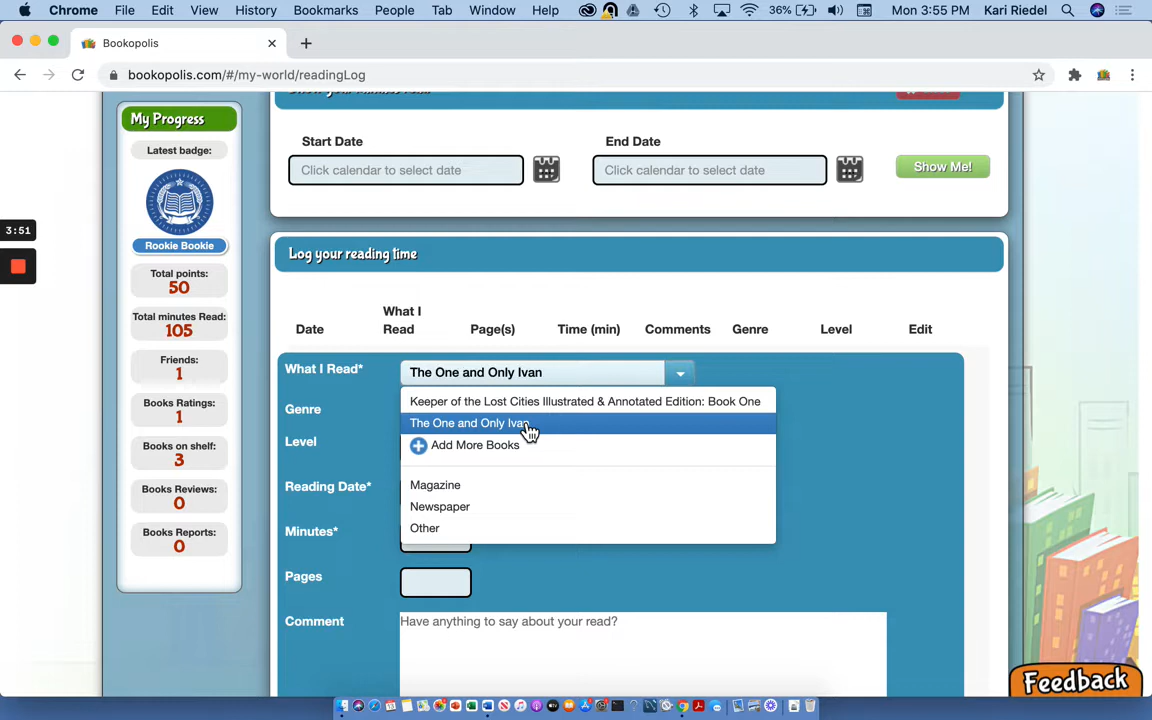 Chrome File Edit View History Bookmarks People Tab Window Help 36% Mon 3:55 PM Kari Riedel
Bookopolis
bookopolis.com/#/my-world/readingLog
My Progress
Latest badge:
Rookie Bookie
Total points:
50
Total minutes Read:
105
Friends:
1
Books Ratings:
1
Books on shelf:
3
Books Reviews:
0
Books Reports:
0
3:51
Start Date
End Date
Click calendar to select date
Click calendar to select date
Show Me!
Log your reading time
Date
What I
Read
Page(s)
Time (min)
Comments
Genre
Level
Edit
What I Read*
The One and Only Ivan
Keeper of the Lost Cities Illustrated & Annotated Edition: Book One
The One and Only Ivan
Add More Books
Magazine
Newspaper
Other
Genre
Level
Reading Date*
Minutes*
Pages
Comment
Have anything to say about your read?
Feedback